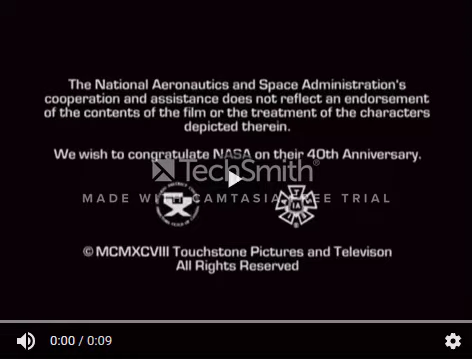 The National Aeronautics and Space Administration's
cooperation and assistance does not reflect an endorsement
of the contents of the film or the treatment of the characters
depicted therein.
We wish to congratulate NASA on their 40th Anniversary.
TechSmith
MADE WITH CAMTASIA FREE TRIAL
IA
© MCMXCVIII Touchstone Pictures and Televison
All Rights Reserved
0:00 / 0:09